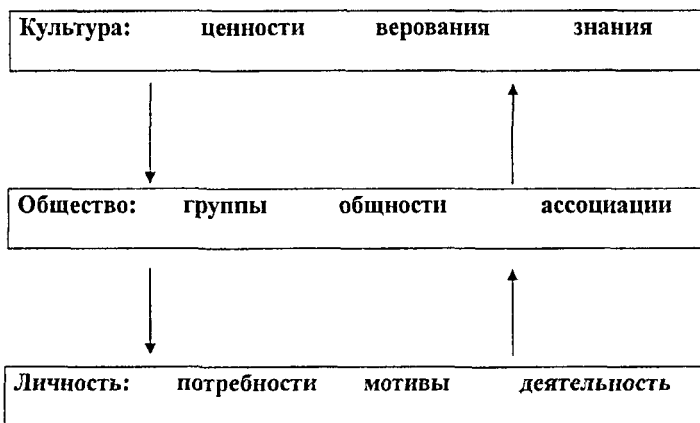 Культура: ценности верования знания
Общество: группы общности ассоциации
Личность: потребности мотивы деятельность